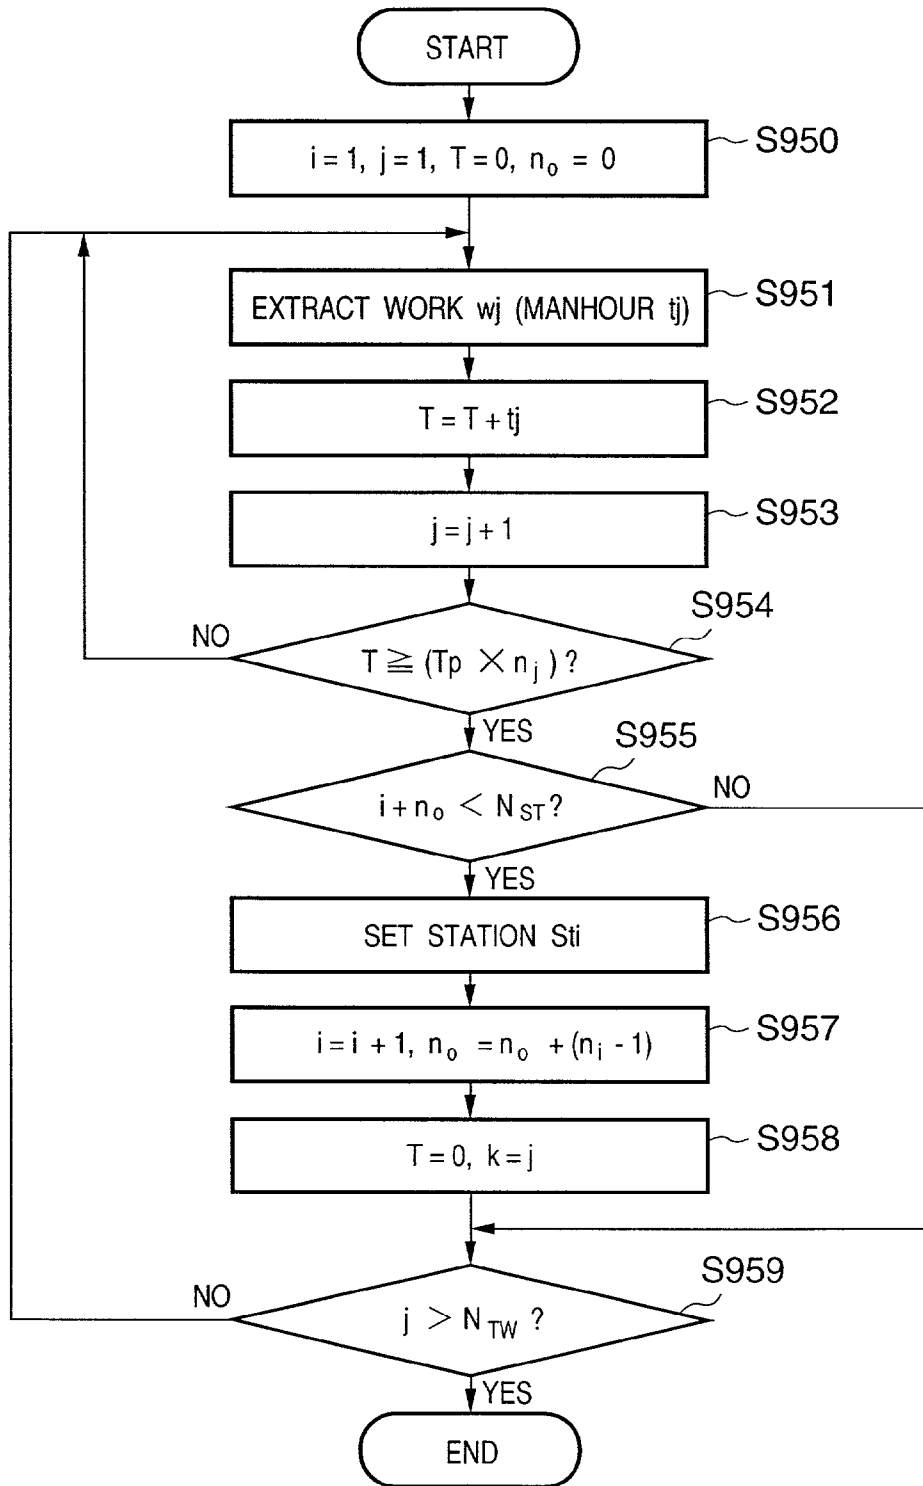 START
i = 1, j = 1, T = 0, n₀ = 0
S950
EXTRACT WORK wj (MANHOUR tj)
S951
T = T + tj
S952
j = j + 1
S953
S954
NO
T ≧ (Tp × nⱼ) ?
YES
S955
i + n₀ < N_ST ?
NO
YES
SET STATION Sti
S956
i = i + 1, n₀ = n₀ + (nᵢ - 1)
S957
T = 0, k = j
S958
S959
NO
j > N_TW ?
YES
END